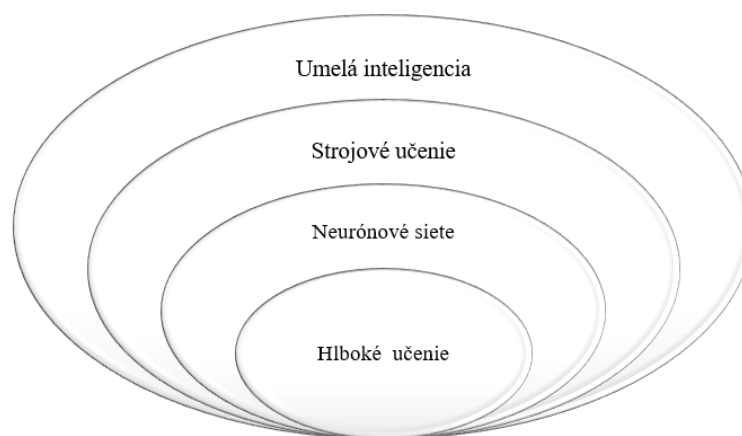 Umelá inteligencia
Strojové učenie
Neurónové siete
Hlboké učenie